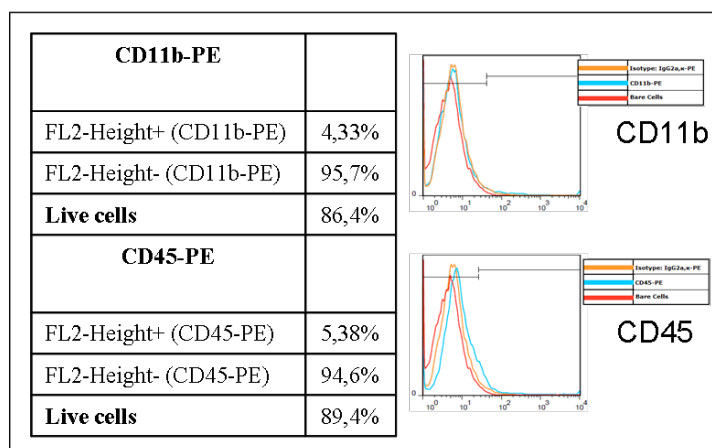 CD11b-PE
FL2-Height+ (CD11b-PE) 4,33%
FL2-Height- (CD11b-PE) 95,7%
Live cells 86,4%
CD45-PE
FL2-Height+ (CD45-PE) 5,38%
FL2-Height- (CD45-PE) 94,6%
Live cells 89,4%
Isotype: IgG2a,κ-PE
CD11b-PE
Bare Cells
CD11b
0
10⁰ 10¹ 10² 10³ 10⁴
Isotype: IgG2a,κ-PE
CD45-PE
Bare Cells
CD45
0
10⁰ 10¹ 10² 10³ 10⁴